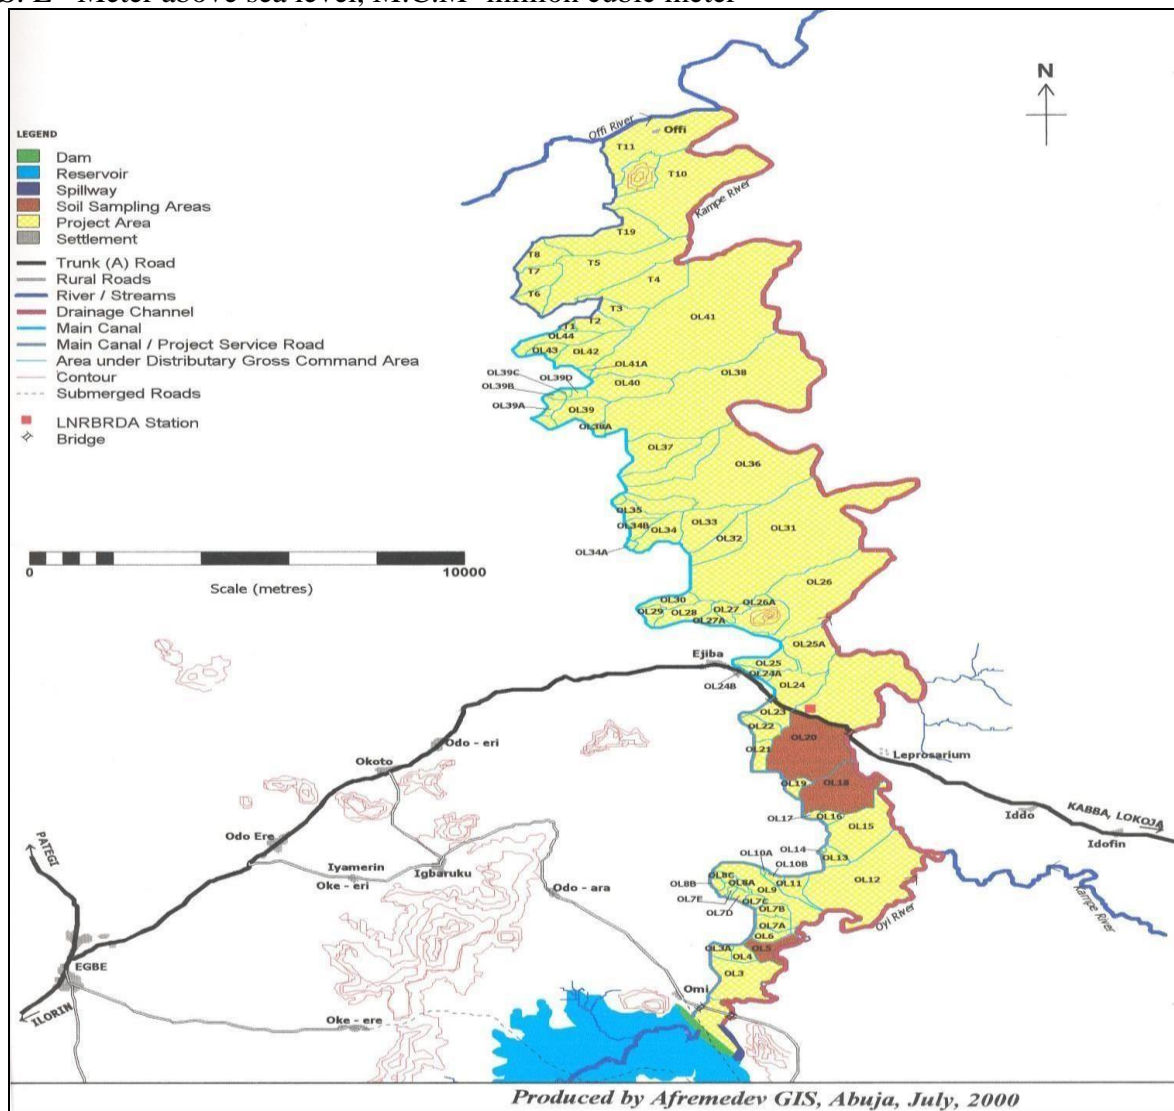 S. L - Meter above sea level, M.C.M- million cubic meter
N
LEGEND
Dam
Reservoir
Spillway
Soil Sampling Areas
Project Area
Settlement
Trunk (A) Road
Rural Roads
River / Streams
Drainage Channel
Main Canal
Main Canal / Project Service Road
Area under Distributary Gross Command Area
Contour
Submerged Roads
LNRBRDA Station
Bridge
Offi River
Offi
T11
T10
Kampe River
T19
T8
T5
T7
T4
T6
T3
T2
T1
OL41
OL44
OL43
OL42
OL41A
OL39C
OL39D
OL39B
OL40
OL38
OL39A
OL39
OL38A
OL37
OL36
OL35
OL34B
OL34
OL33
OL31
OL32
OL34A
0
10000
Scale (metres)
OL26
OL30
OL26A
OL29
OL28
OL27
OL27A
OL25A
Ejiba
OL25
OL24A
OL24B
OL24
OL23
OL22
OL20
OL21
Odo - eri
Leprosarium
Okoto
OL19
OL18
OL17
OL16
OL15
KABBA, LOKOJA
Iddo
Idofin
PATEGI
Odo Ere
OL14
OL13
OL10A
OL10B
Iyamerin
Igbaruku
Oke - eri
Odo - ara
OL8C
OL8B
OL8A
OL11
OL9
OL12
OL7E
OL7C
OL7D
OL7B
Kampe River
Oyi River
OL7A
OL6
OL3A
OL5
OL4
EGBE
OL3
Omi
ILORIN
Oke - ere
Produced by Afremedev GIS, Abuja, July, 2000